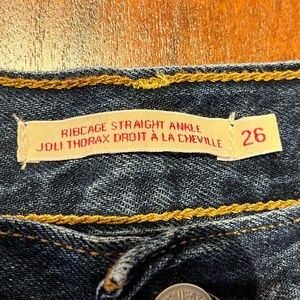 RIBCAGE STRAIGHT ANKLE
JOLI THORAX DROIT À LA CHEVILLE
26